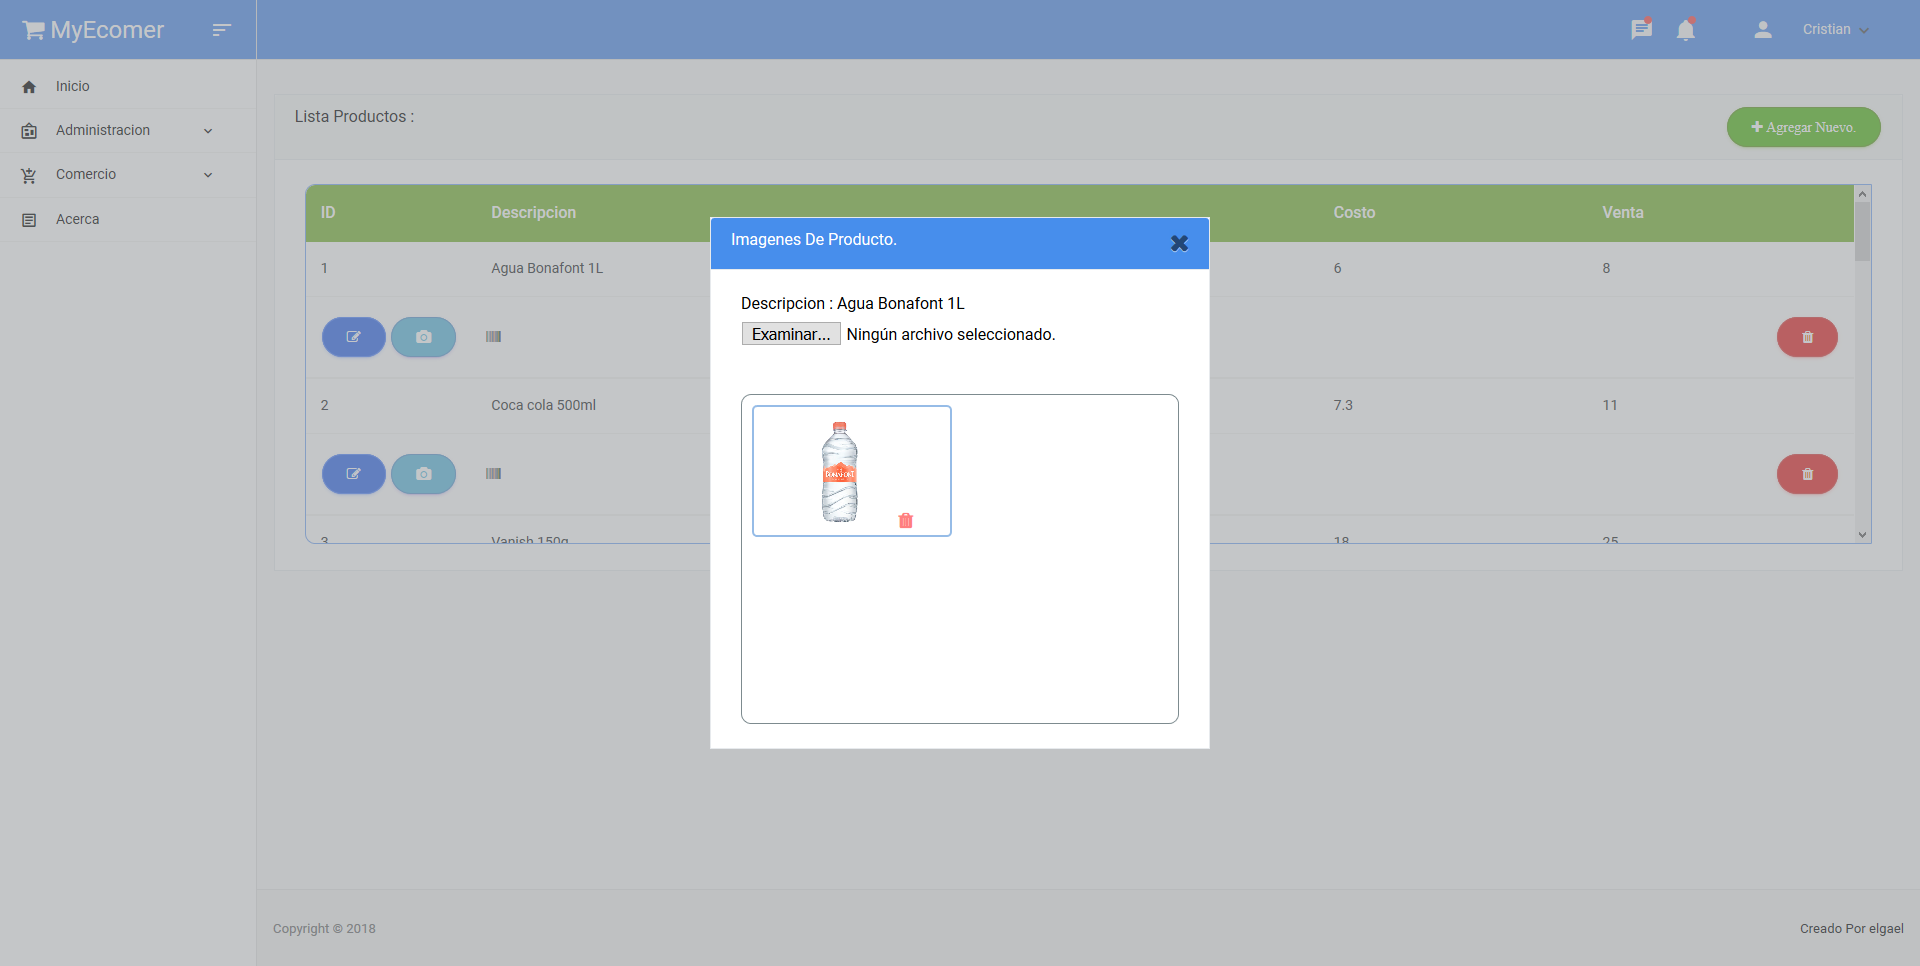 MyEcomer
Cristian
Inicio
Administracion
Comercio
Acerca
Lista Productos :
Agregar Nuevo.
ID Descripcion Costo Venta
1 Agua Bonafont 1L 6 8
2 Coca cola 500ml 7.3 11
3 Vanish 150g 18 25
Imagenes De Producto.
Descripcion : Agua Bonafont 1L
Examinar... Ningún archivo seleccionado.
BONAFONT
Copyright © 2018
Creado Por elgael